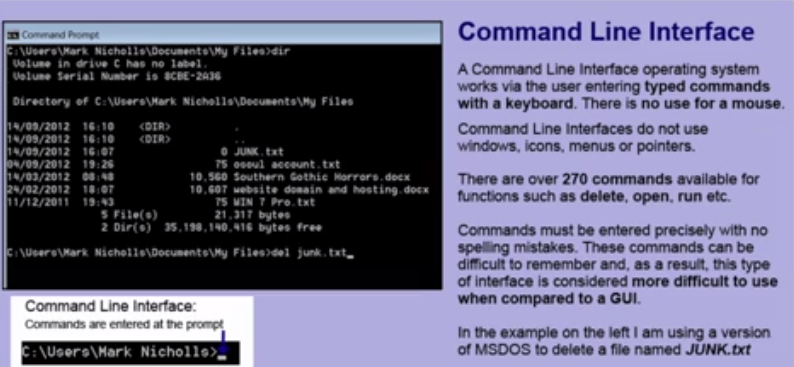 Command Prompt
C:\Users\Mark Nicholls\Documents\My Files>dir
Volume in drive C has no label.
Volume Serial Number is 8CBE-2A36
Directory of C:\Users\Mark Nicholls\Documents\My Files
14/09/2012 16:10 <DIR> .
14/09/2012 16:10 <DIR> ..
14/09/2012 16:07 0 JUNK.txt
04/09/2012 19:26 75 osoul account.txt
14/03/2012 08:48 10,560 Southern Gothic Horrors.docx
24/02/2012 18:07 10,607 website domain and hosting.docx
11/12/2011 19:43 75 WIN 7 Pro.txt
5 File(s) 21,317 bytes
2 Dir(s) 35,198,140,416 bytes free
C:\Users\Mark Nicholls\Documents\My Files>del junk.txt_
Command Line Interface:
Commands are entered at the prompt
C:\Users\Mark Nicholls>_
Command Line Interface
A Command Line Interface operating system
works via the user entering typed commands
with a keyboard. There is no use for a mouse.
Command Line Interfaces do not use
windows, icons, menus or pointers.
There are over 270 commands available for
functions such as delete, open, run etc.
Commands must be entered precisely with no
spelling mistakes. These commands can be
difficult to remember and, as a result, this type
of interface is considered more difficult to use
when compared to a GUI.
In the example on the left I am using a version
of MSDOS to delete a file named JUNK.txt